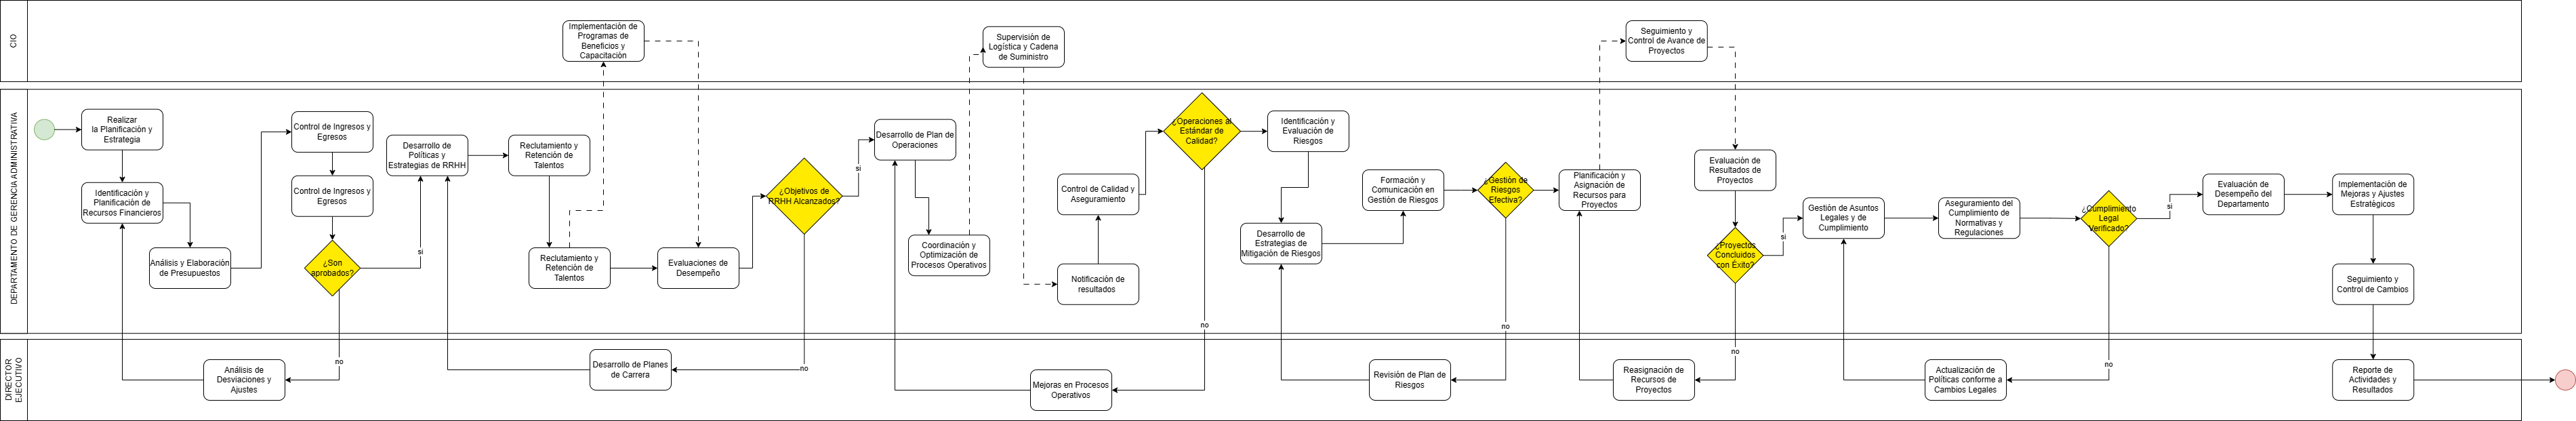 CIO
Implementación de
Programas de
Beneficios y
Capacitación
Supervisión de
Logística y Cadena
de Suministro
Seguimiento y
Control de Avance de
Proyectos
DEPARTAMENTO DE GERENCIA ADMINISTRATIVA
Realizar
la Planificación y
Estrategia
Identificación y
Planificación de
Recursos Financieros
Análisis y Elaboración
de Presupuestos
Control de Ingresos y
Egresos
Control de Ingresos y
Egresos
¿Son
aprobados?
si
no
Desarrollo de
Políticas y
Estrategias de RRHH
Reclutamiento y
Retención de
Talentos
Reclutamiento y
Retención de
Talentos
Evaluaciones de
Desempeño
¿Objetivos de
RRHH Alcanzados?
si
no
Desarrollo de Plan de
Operaciones
Coordinación y
Optimización de
Procesos Operativos
Notificación de
resultados
Control de Calidad y
Aseguramiento
¿Operaciones al
Estándar de
Calidad?
no
Identificación y
Evaluación de
Riesgos
Desarrollo de
Estrategias de
Mitigación de Riesgos
Formación y
Comunicación en
Gestión de Riesgos
¿Gestión de
Riesgos
Efectiva?
no
Planificación y
Asignación de
Recursos para
Proyectos
Evaluación de
Resultados de
Proyectos
¿Proyectos
Concluidos
con Éxito?
si
no
Gestión de Asuntos
Legales y de
Cumplimiento
Aseguramiento del
Cumplimiento de
Normativas y
Regulaciones
¿Cumplimiento
Legal
Verificado?
si
no
Evaluación de
Desempeño del
Departamento
Implementación de
Mejoras y Ajustes
Estratégicos
Seguimiento y
Control de Cambios
DIRECTOR
EJECUTIVO
Análisis de
Desviaciones y
Ajustes
Desarrollo de Planes
de Carrera
Mejoras en Procesos
Operativos
Revisión de Plan de
Riesgos
Reasignación de
Recursos de
Proyectos
Actualización de
Políticas conforme a
Cambios Legales
Reporte de
Actividades y
Resultados